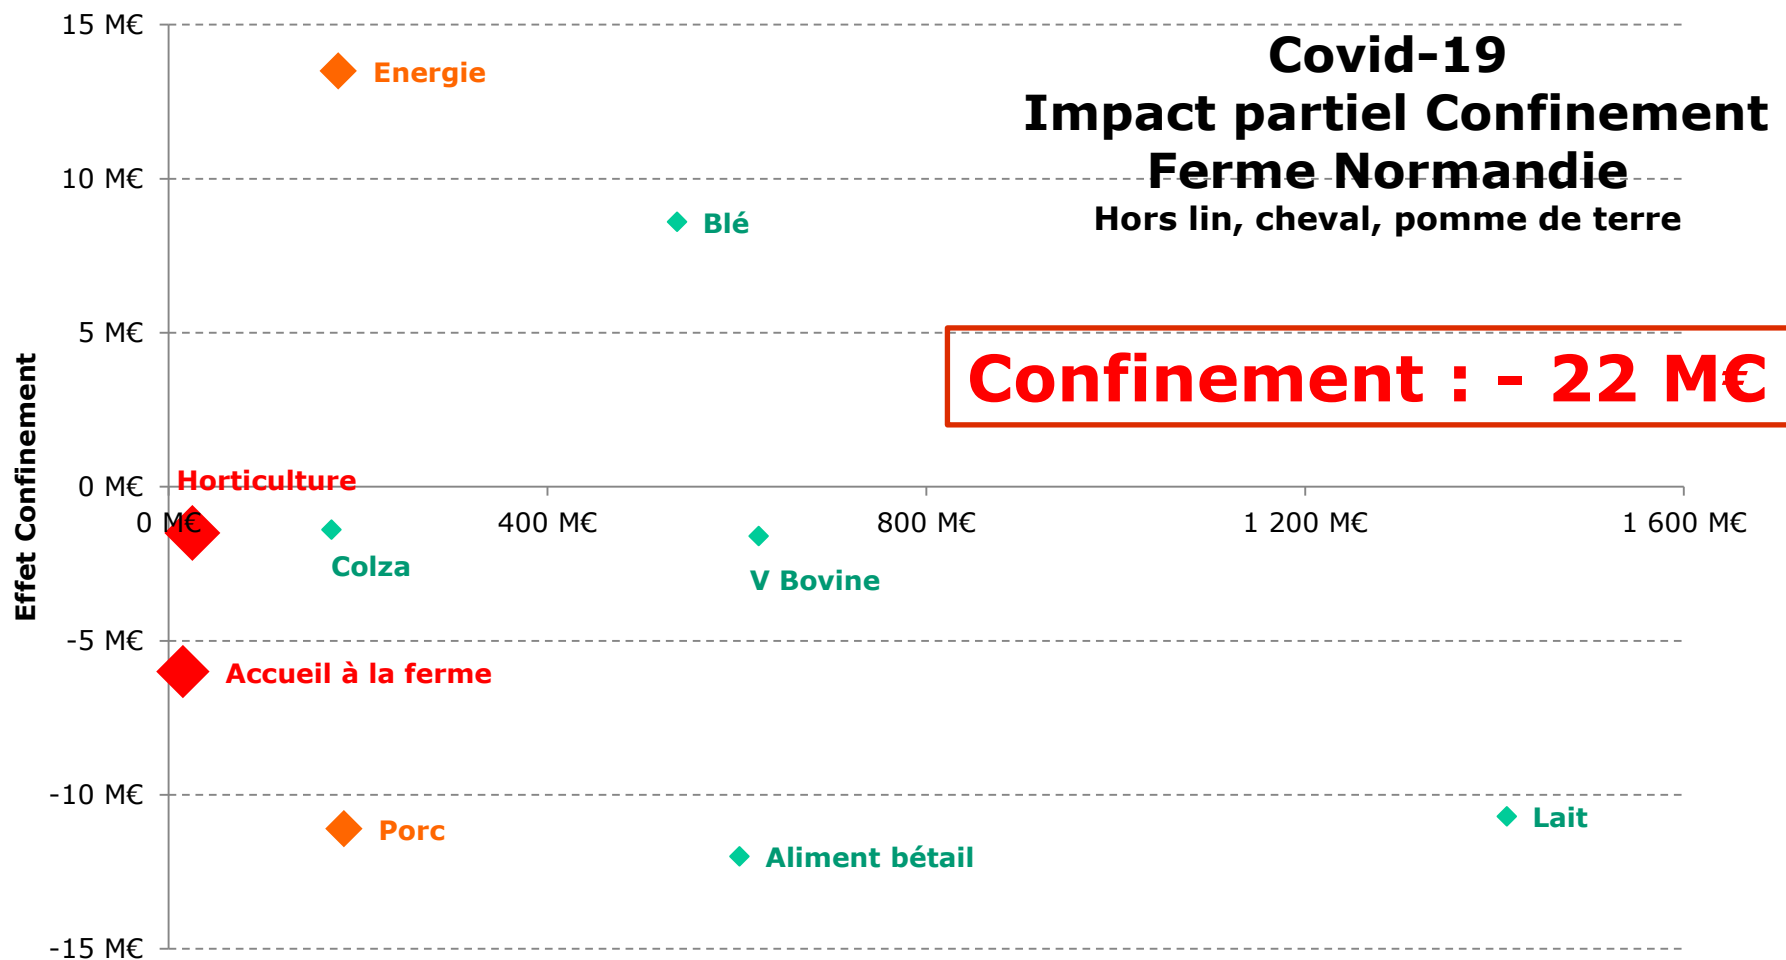 15 M€
Energie
Covid-19
Impact partiel Confinement
Ferme Normandie
Hors lin, cheval, pomme de terre
10 M€
Blé
5 M€
Confinement : - 22 M€
Effet Confinement
Horticulture
0 M€
0 M€
400 M€
800 M€
1 200 M€
1 600 M€
Colza
V Bovine
-5 M€
Accueil à la ferme
-10 M€
Porc
Lait
Aliment bétail
-15 M€